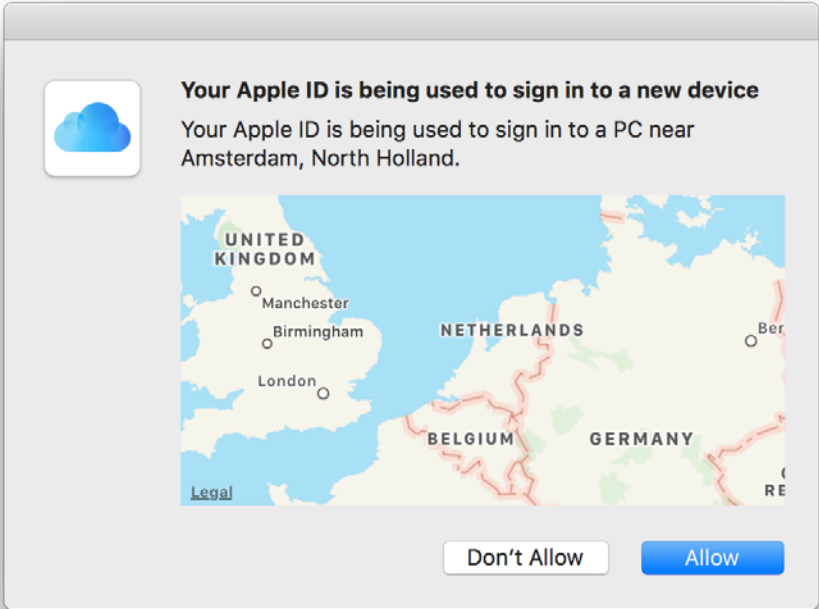 Your Apple ID is being used to sign in to a new device
Your Apple ID is being used to sign in to a PC near
Amsterdam, North Holland.
UNITED
KINGDOM
Manchester
Birmingham
London
NETHERLANDS
Ber
BELGIUM
GERMANY
RE
Legal
Don't Allow
Allow